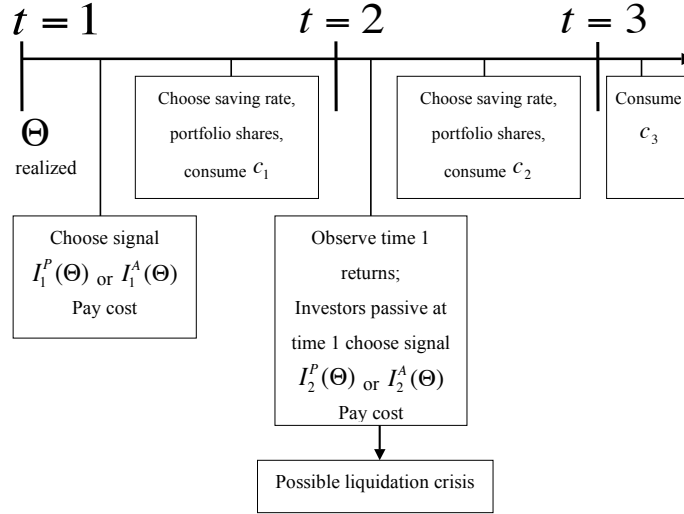 t = 1
t = 2
t = 3
Θ
realized
Choose saving rate,
portfolio shares,
consume c₁
Choose saving rate,
portfolio shares,
consume c₂
Consume
c₃
Choose signal
I₁ᴾ(Θ) or I₁ᴬ(Θ)
Pay cost
Observe time 1
returns;
Investors passive at
time 1 choose signal
I₂ᴾ(Θ) or I₂ᴬ(Θ)
Pay cost
Possible liquidation crisis